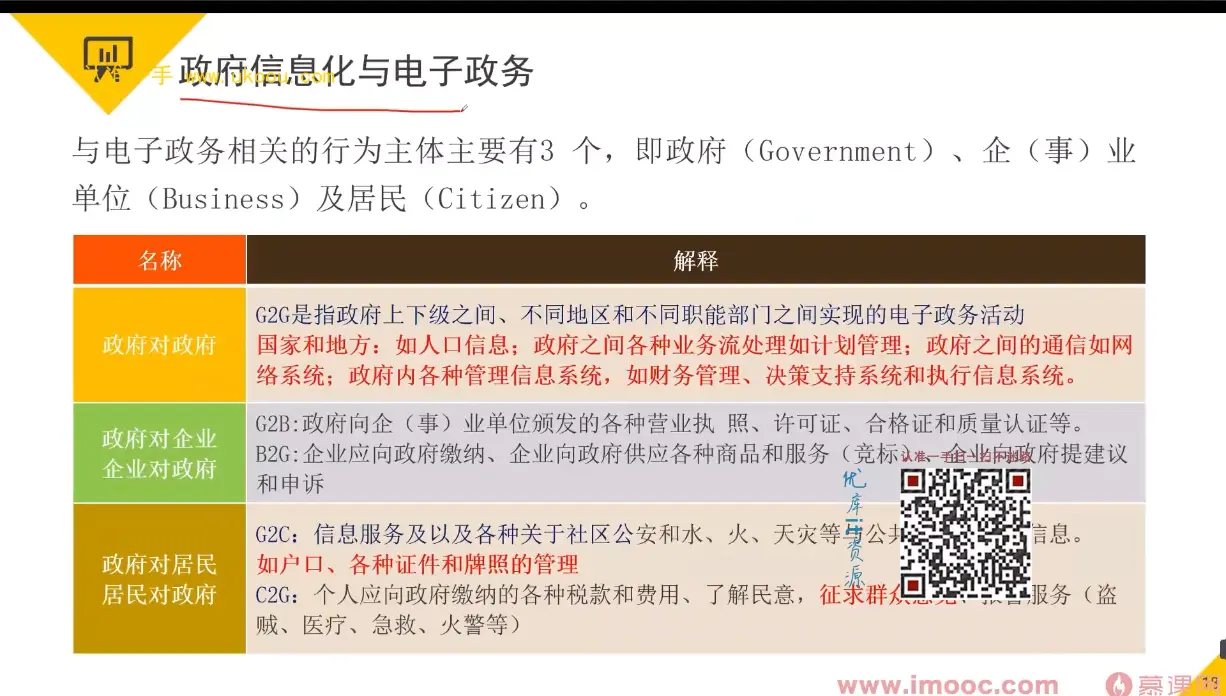 政府信息化与电子政务
手 www.ukoou.com
与电子政务相关的行为主体主要有3 个，即政府（Government）、企（事）业
单位（Business）及居民（Citizen）。
名称
解释
政府对政府
G2G是指政府上下级之间、不同地区和不同职能部门之间实现的电子政务活动
国家和地方：如人口信息；政府之间各种业务流处理如计划管理；政府之间的通信如网
络系统；政府内各种管理信息系统，如财务管理、决策支持系统和执行信息系统。
政府对企业
企业对政府
G2B:政府向企（事）业单位颁发的各种营业执 照、许可证、合格证和质量认证等。
B2G:企业应向政府缴纳、企业向政府供应各种商品和服务（竞标）、企业向政府提建议
和申诉
政府对居民
居民对政府
G2C：信息服务及以及各种关于社区公安和水、火、天灾等与公共 信息。
如户口、各种证件和牌照的管理
C2G：个人应向政府缴纳的各种税款和费用、了解民意，征求群众 服务（盗
贼、医疗、急救、火警等）
优库IT资源
www.imooc.com
慕课
19